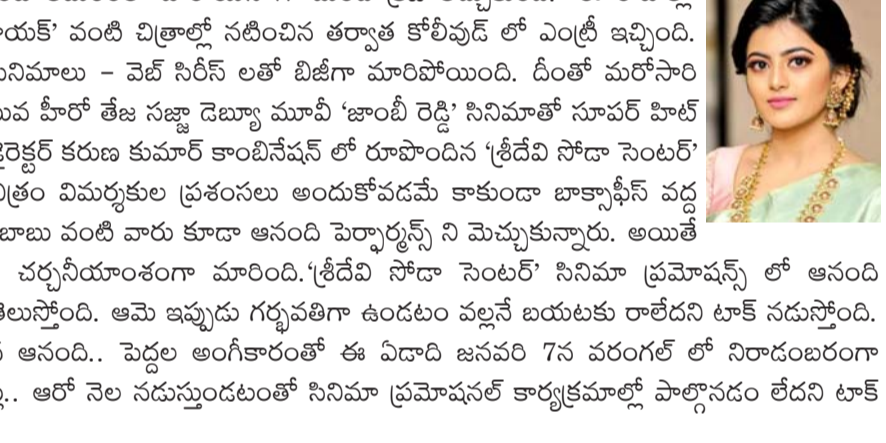 యక్' వంటి చిత్రాల్లో నటించిన తర్వాత కోలీవుడ్ లో ఎంట్రీ ఇచ్చింది.
నిమాలు – వెబ్ సిరీస్ లతో బిజీగా మారిపోయింది. దీంతో మరోసారి
వ హీరో తేజ సజ్జా డెబ్యూ మూవీ 'జాంబీ రెడ్డి' సినిమాతో సూపర్ హిట్
రెక్టర్ కరుణ కుమార్ కాంబినేషన్ లో రూపొందిన 'శ్రీదేవి సోడా సెంటర్'
త్రం విమర్శకుల ప్రశంసలు అందుకోవడమే కాకుండా బాక్సాఫీస్ వద్ద
బాబు వంటి వారు కూడా ఆనంది పెర్ఫార్మన్స్ ని మెచ్చుకున్నారు. అయితే
చర్చనీయాంశంగా మారింది.'శ్రీదేవి సోడా సెంటర్' సినిమా ప్రమోషన్స్ లో ఆనంది
తెలుస్తోంది. ఆమె ఇప్పుడు గర్భవతిగా ఉండటం వల్లనే బయటకు రాలేదని టాక్ నడుస్తోంది.
ఆనంది.. పెద్దల అంగీకారంతో ఈ ఏడాది జనవరి 7న వరంగల్ లో నిరాడంబరంగా
.. ఆరో నెల నడుస్తుండటంతో సినిమా ప్రమోషనల్ కార్యక్రమాల్లో పాల్గొనడం లేదని టాక్